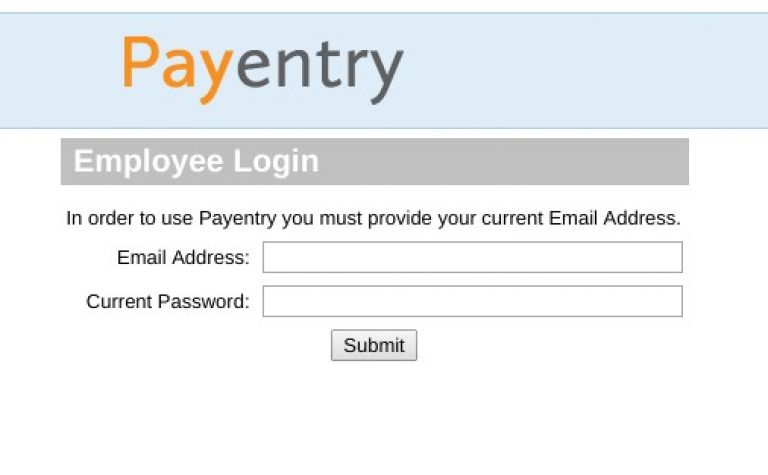 Payentry
Employee Login
In order to use Payentry you must provide your current Email Address.
Email Address:
Current Password:
Submit